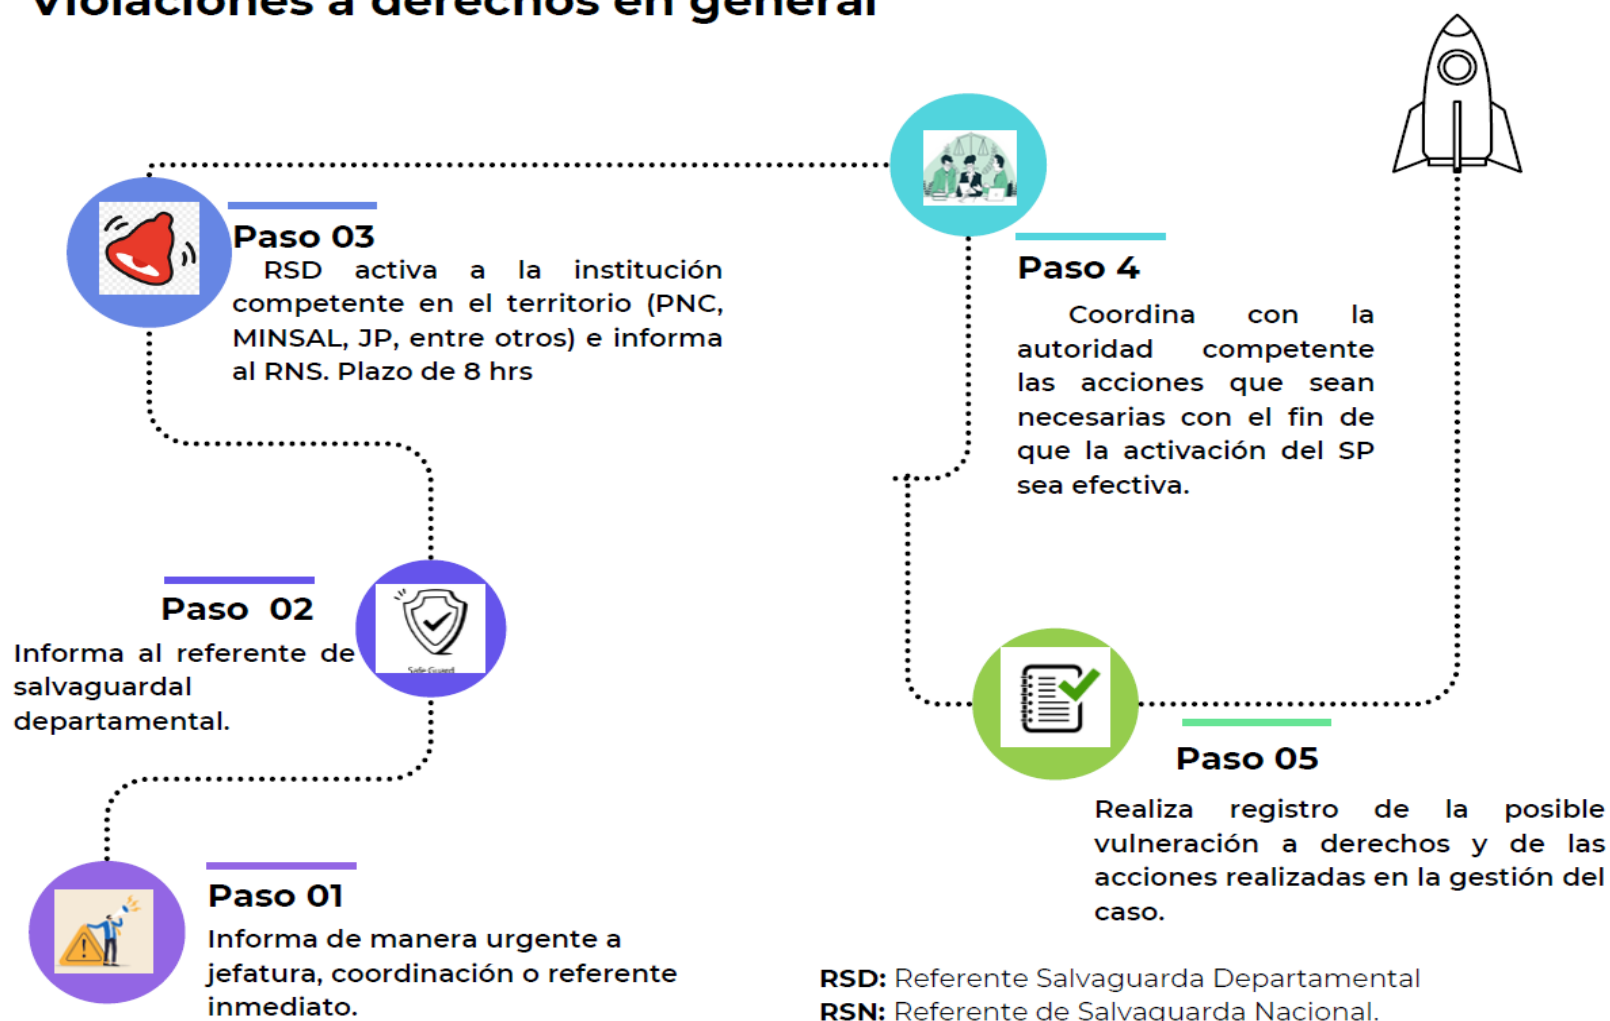 Violaciones a derechos en general
Paso 03
RSD activa a la institución
competente en el territorio (PNC,
MINSAL, JP, entre otros) e informa
al RNS. Plazo de 8 hrs
Paso 4
Coordina con la
autoridad competente
las acciones que sean
necesarias con el fin de
que la activación del SP
sea efectiva.
Paso 02
Informa al referente de
salvaguardal
departamental.
Safe Guard
Paso 05
Realiza registro de la posible
vulneración a derechos y de las
acciones realizadas en la gestión del
caso.
Paso 01
Informa de manera urgente a
jefatura, coordinación o referente
inmediato.
RSD: Referente Salvaguarda Departamental
RSN: Referente de Salvaguarda Nacional.